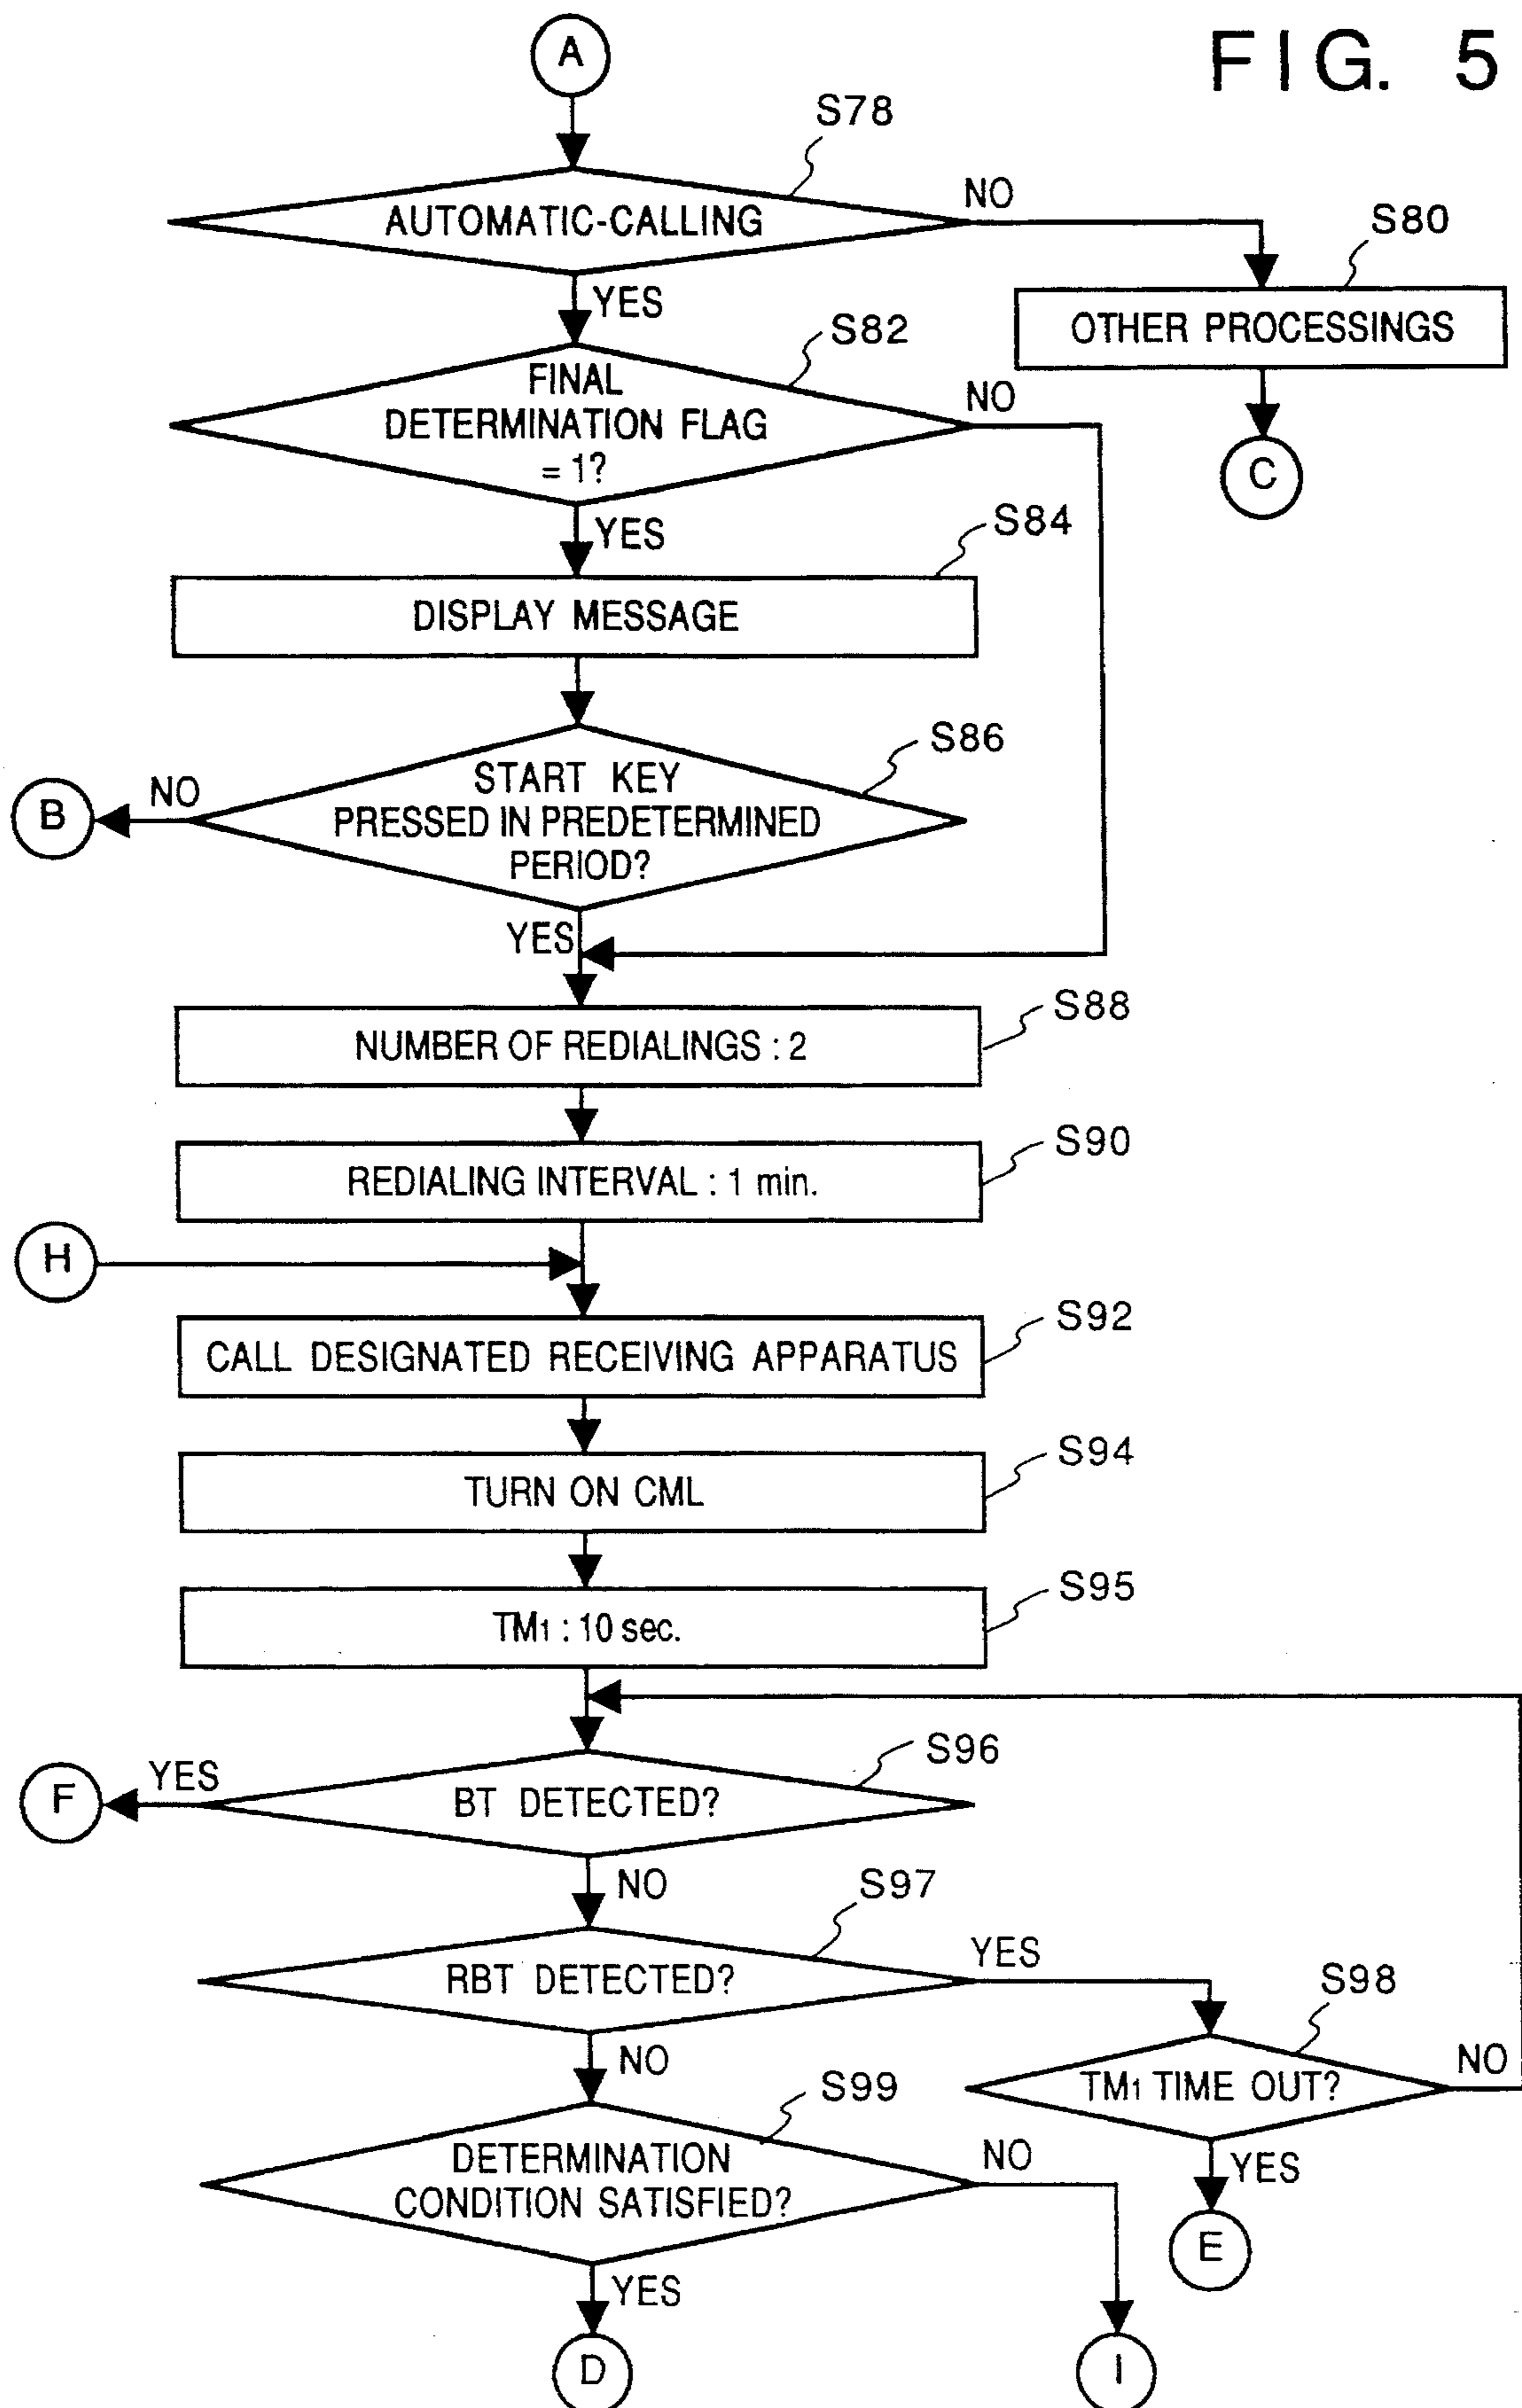 FIG. 5
A
S78
AUTOMATIC-CALLING
NO
YES
S80
OTHER PROCESSINGS
C
S82
FINAL
DETERMINATION FLAG
= 1?
NO
YES
S84
DISPLAY MESSAGE
S86
START KEY
PRESSED IN PREDETERMINED
PERIOD?
NO
B
YES
S88
NUMBER OF REDIALINGS : 2
S90
REDIALING INTERVAL : 1 min.
H
S92
CALL DESIGNATED RECEIVING APPARATUS
S94
TURN ON CML
S95
TM1 : 10 sec.
S96
BT DETECTED?
YES
F
NO
S97
RBT DETECTED?
YES
NO
S98
TM1 TIME OUT?
NO
YES
E
S99
DETERMINATION
CONDITION SATISFIED?
NO
YES
D
I